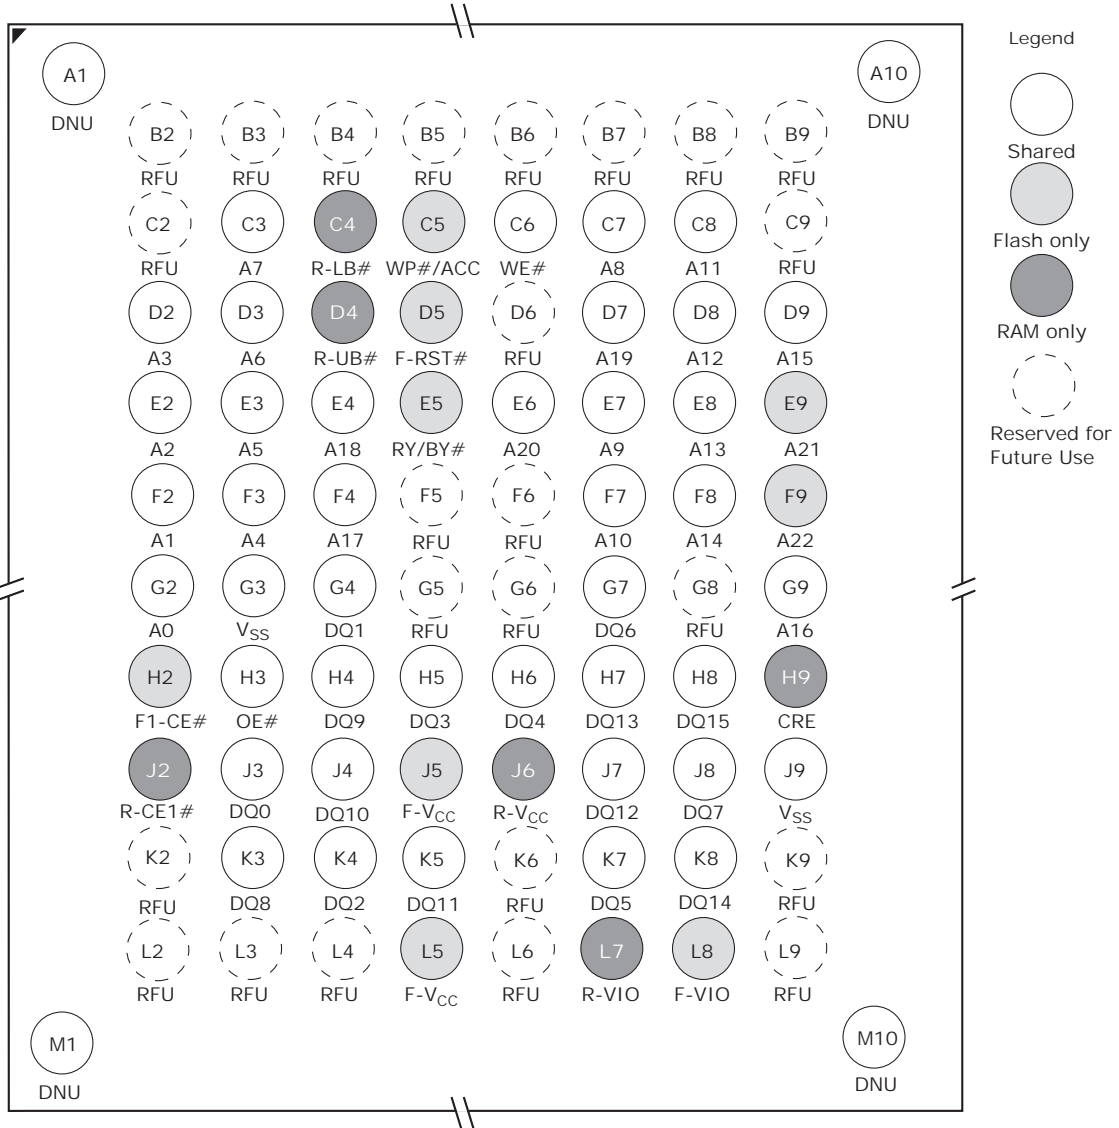 Legend
A1 A10
DNU DNU
Shared
Flash only
RAM only
Reserved for
Future Use
B2 B3 B4 B5 B6 B7 B8 B9
RFU RFU RFU RFU RFU RFU RFU RFU
C2 C3 C4 C5 C6 C7 C8 C9
RFU A7 R-LB# WP#/ACC WE# A8 A11 RFU
D2 D3 D4 D5 D6 D7 D8 D9
A3 A6 R-UB# F-RST# RFU A19 A12 A15
E2 E3 E4 E5 E6 E7 E8 E9
A2 A5 A18 RY/BY# A20 A9 A13 A21
F2 F3 F4 F5 F6 F7 F8 F9
A1 A4 A17 RFU RFU A10 A14 A22
G2 G3 G4 G5 G6 G7 G8 G9
A0 VSS DQ1 RFU RFU DQ6 RFU A16
H2 H3 H4 H5 H6 H7 H8 H9
F1-CE# OE# DQ9 DQ3 DQ4 DQ13 DQ15 CRE
J2 J3 J4 J5 J6 J7 J8 J9
R-CE1# DQ0 DQ10 F-VCC R-VCC DQ12 DQ7 VSS
K2 K3 K4 K5 K6 K7 K8 K9
RFU DQ8 DQ2 DQ11 RFU DQ5 DQ14 RFU
L2 L3 L4 L5 L6 L7 L8 L9
RFU RFU RFU F-VCC RFU R-VIO F-VIO RFU
M1 M10
DNU DNU